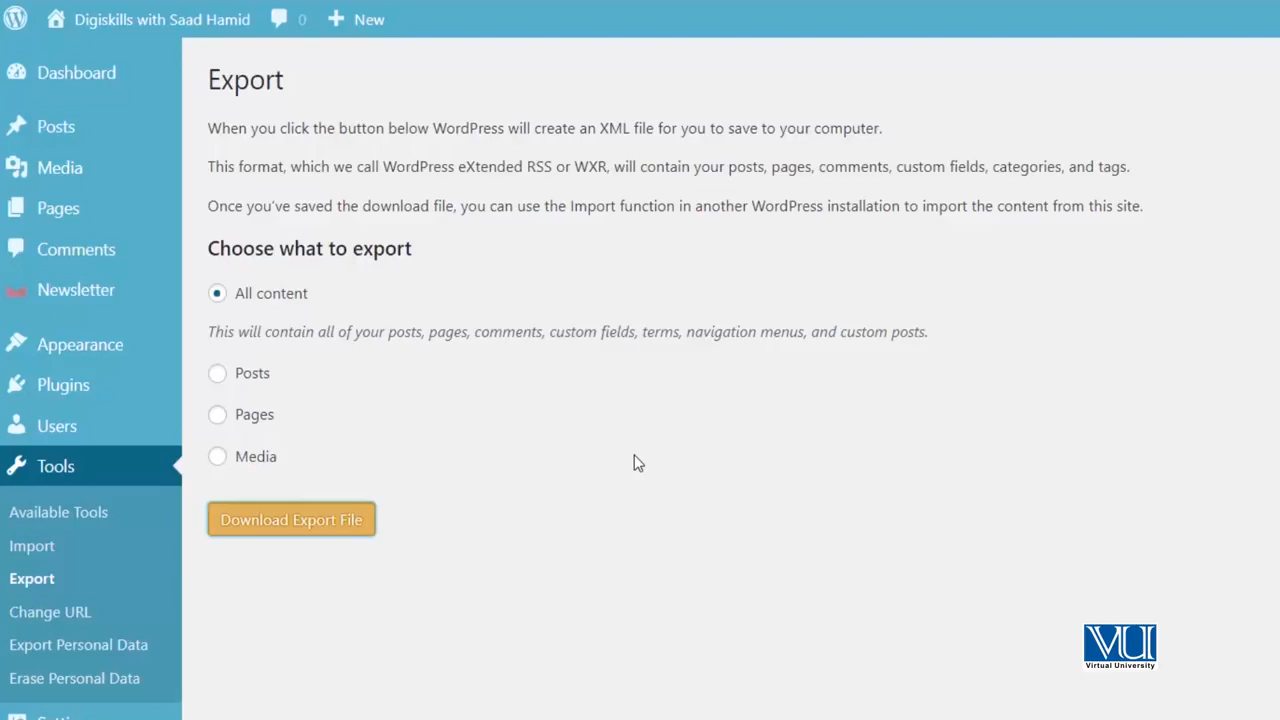 Digiskills with Saad Hamid 0 New
Dashboard
Posts
Media
Pages
Comments
Newsletter
Appearance
Plugins
Users
Tools
Available Tools
Import
Export
Change URL
Export Personal Data
Erase Personal Data
Export
When you click the button below WordPress will create an XML file for you to save to your computer.
This format, which we call WordPress eXtended RSS or WXR, will contain your posts, pages, comments, custom fields, categories, and tags.
Once you've saved the download file, you can use the Import function in another WordPress installation to import the content from this site.
Choose what to export
All content
This will contain all of your posts, pages, comments, custom fields, terms, navigation menus, and custom posts.
Posts
Pages
Media
Download Export File
VU
Virtual University